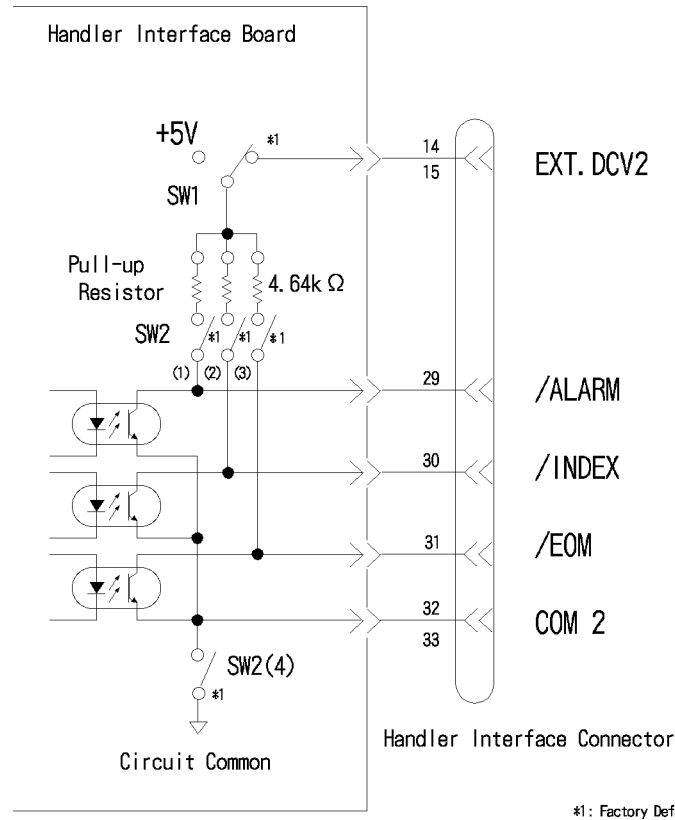 Handler Interface Board
+5V
*1
14
15
EXT. DCV2
SW1
Pull-up
Resistor
4. 64k Ω
SW2
*1
*1
*1
(1)
(2)
(3)
29
/ALARM
30
/INDEX
31
/EOM
32
33
COM 2
SW2(4)
*1
Circuit Common
Handler Interface Connector
*1: Factory Def